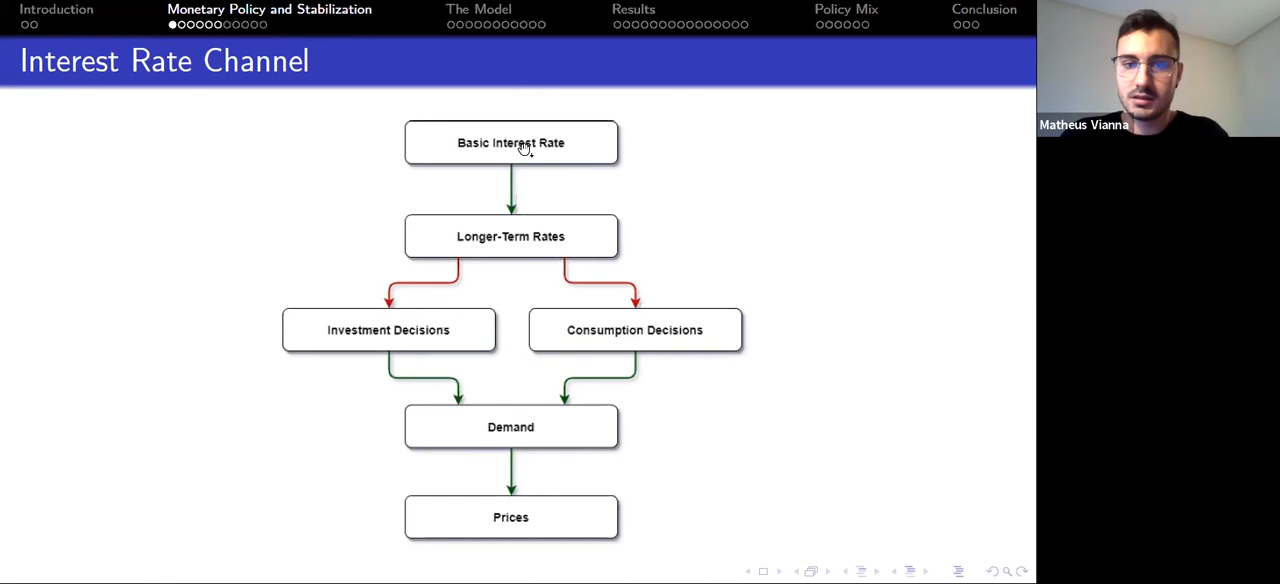 Introduction
Monetary Policy and Stabilization
The Model
Results
Policy Mix
Conclusion
Interest Rate Channel
Matheus Vianna
Basic Interest Rate
Longer-Term Rates
Investment Decisions
Consumption Decisions
Demand
Prices